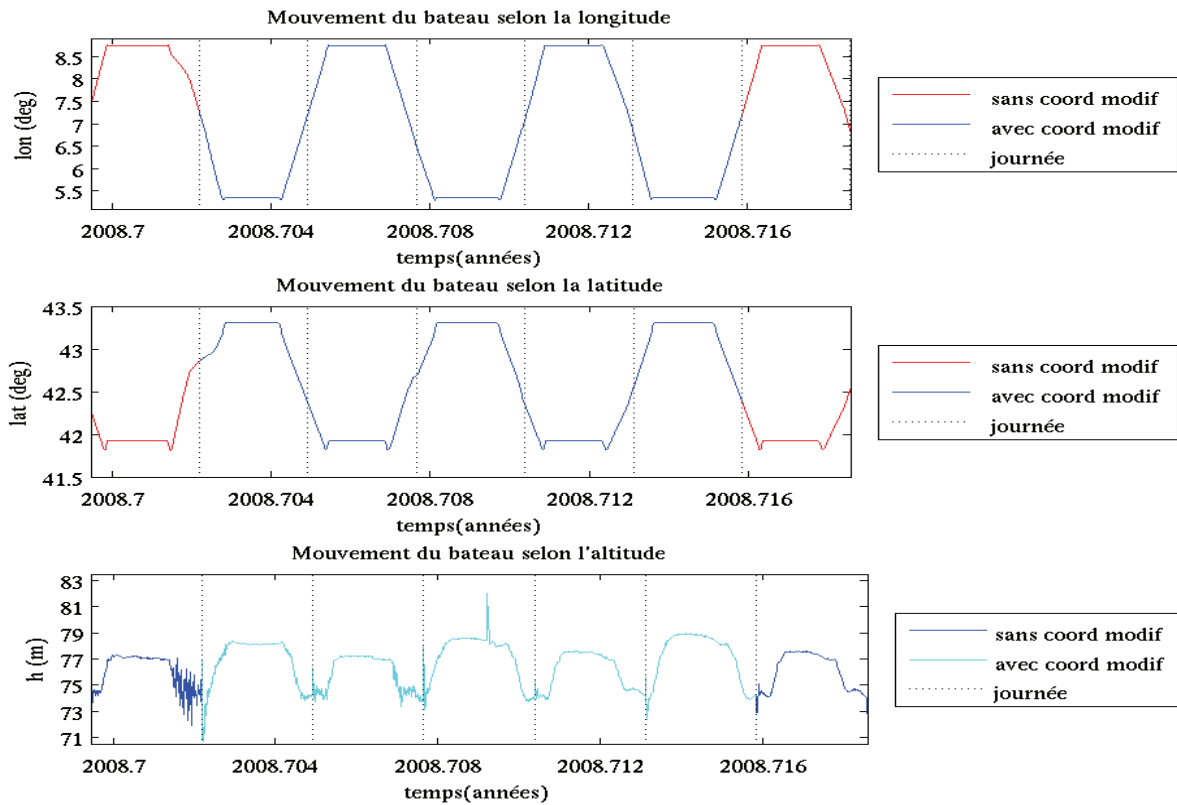 Mouvement du bateau selon la longitude
lon (deg)
8.5
8
7.5
7
6.5
6
5.5
2008.7 2008.704 2008.708 2008.712 2008.716
temps(années)
sans coord modif
avec coord modif
journée
Mouvement du bateau selon la latitude
lat (deg)
43.5
43
42.5
42
41.5
2008.7 2008.704 2008.708 2008.712 2008.716
temps(années)
sans coord modif
avec coord modif
journée
Mouvement du bateau selon l'altitude
h (m)
83
81
79
77
75
73
71
2008.7 2008.704 2008.708 2008.712 2008.716
temps(années)
sans coord modif
avec coord modif
journée